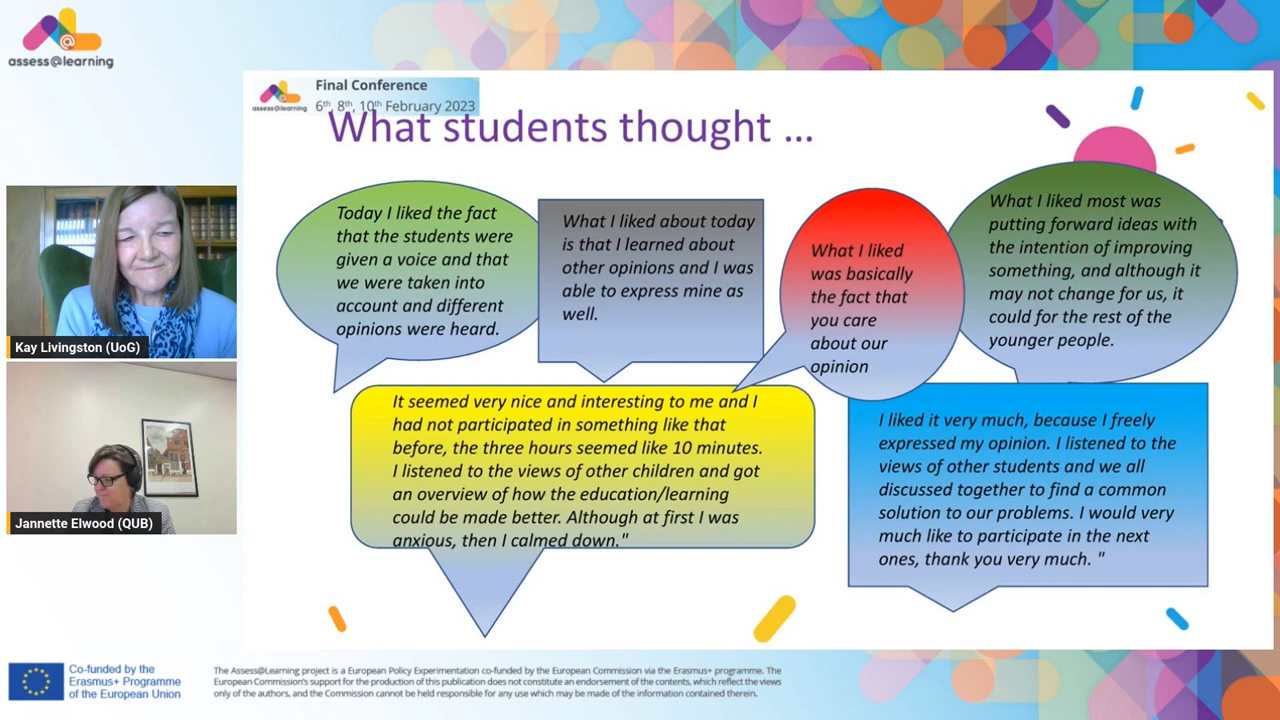 assess@learning
assess@learning
Final Conference
6th, 8th, 10th February 2023
What students thought ...
Today I liked the fact
that the students were
given a voice and that
we were taken into
account and different
opinions were heard.
What I liked about today
is that I learned about
other opinions and I was
able to express mine as
well.
What I liked
was basically
the fact that
you care
about our
opinion
What I liked most was
putting forward ideas with
the intention of improving
something, and although it
may not change for us, it
could for the rest of the
younger people.
It seemed very nice and interesting to me and I
had not participated in something like that
before, the three hours seemed like 10 minutes.
I listened to the views of other children and got
an overview of how the education/learning
could be made better. Although at first I was
anxious, then I calmed down."
I liked it very much, because I freely
expressed my opinion. I listened to the
views of other students and we all
discussed together to find a common
solution to our problems. I would very
much like to participate in the next
ones, thank you very much. "
Kay Livingston (UoG)
Jannette Elwood (QUB)
Co-funded by the
Erasmus+ Programme
of the European Union
The Assess@Learning project is a European Policy Experimentation co-funded by the European Commission via the Erasmus+ programme. The
European Commission's support for the production of this publication does not constitute an endorsement of the contents, which reflect the views
only of the authors, and the Commission cannot be held responsible for any use which may be made of the information contained therein.